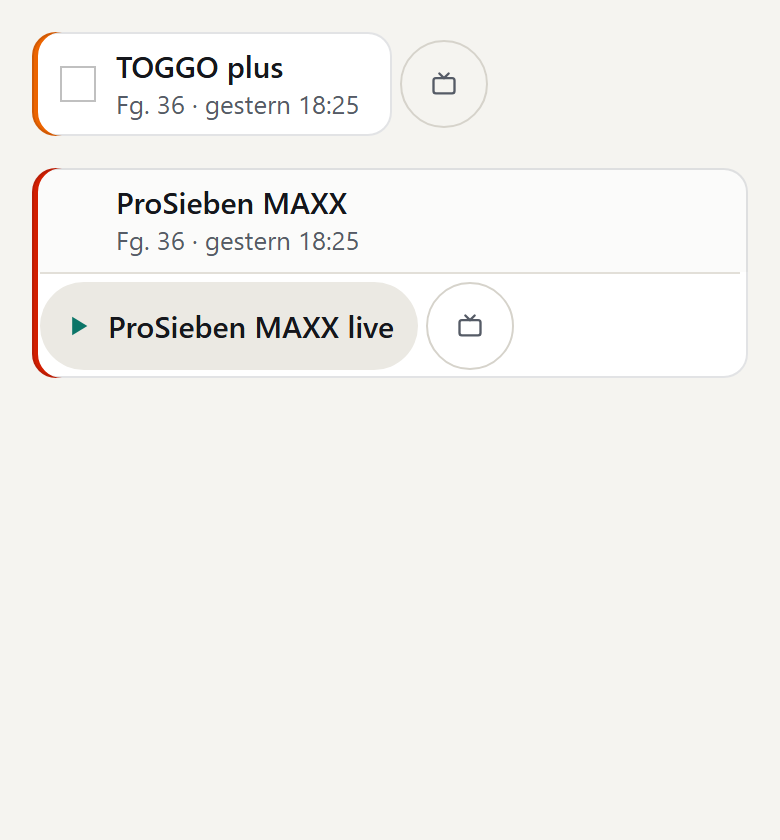 TOGGO plus
Fg. 36 · gestern 18:25
ProSieben MAXX
Fg. 36 · gestern 18:25
ProSieben MAXX live